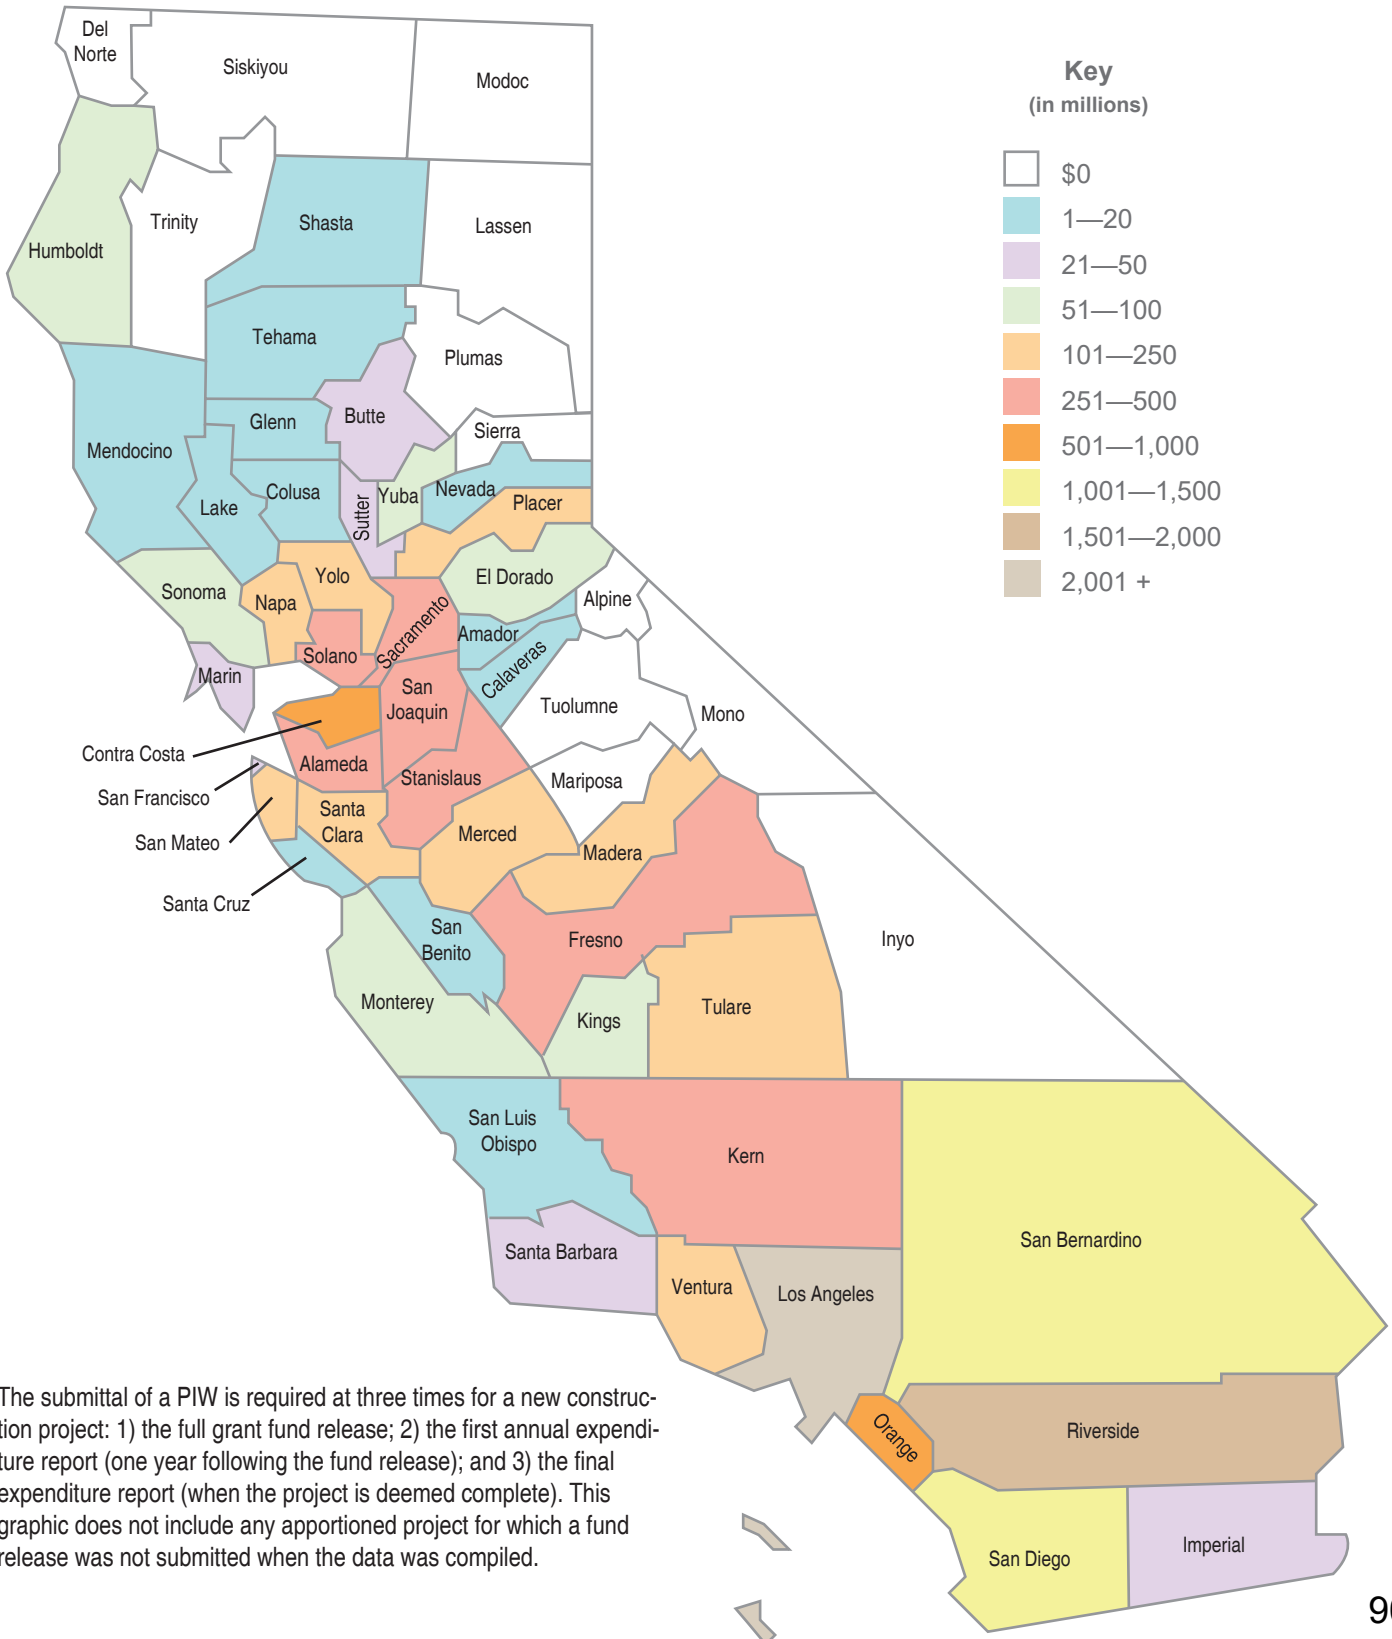 Del
Norte
Siskiyou
Modoc
Key
(in millions)
$0
1—20
21—50
51—100
101—250
251—500
501—1,000
1,001—1,500
1,501—2,000
2,001 +
Trinity
Shasta
Lassen
Humboldt
Tehama
Plumas
Butte
Glenn
Sierra
Mendocino
Colusa
Lake
Sutter
Yuba
Nevada
Placer
Sonoma
Yolo
Napa
El Dorado
Alpine
Sacramento
Amador
Solano
Calaveras
Marin
San
Joaquin
Tuolumne
Mono
Contra Costa
Alameda
Stanislaus
Mariposa
San Francisco
Santa
Clara
Merced
San Mateo
Madera
Santa Cruz
San
Benito
Fresno
Inyo
Monterey
Kings
Tulare
San Luis
Obispo
Kern
San Bernardino
Santa Barbara
Ventura
Los Angeles
Orange
Riverside
San Diego
Imperial
The submittal of a PIW is required at three times for a new construc-
tion project: 1) the full grant fund release; 2) the first annual expendi-
ture report (one year following the fund release); and 3) the final
expenditure report (when the project is deemed complete). This
graphic does not include any apportioned project for which a fund
release was not submitted when the data was compiled.